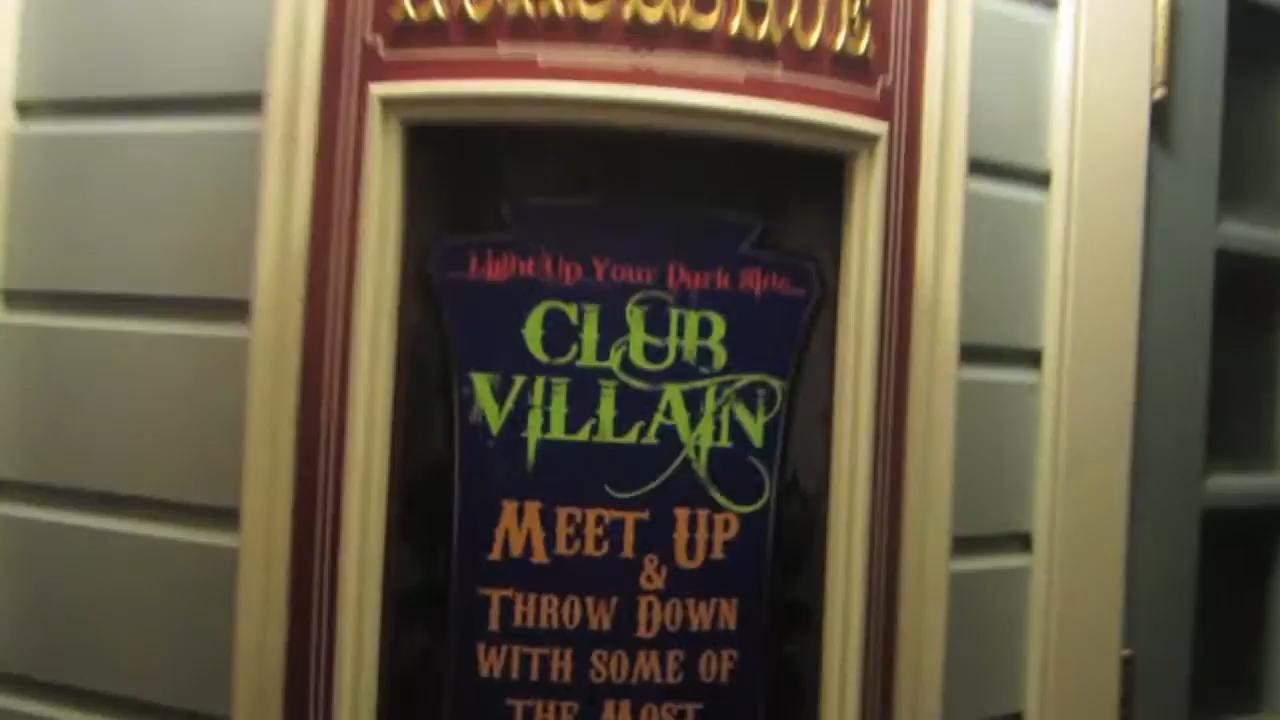 Light Up Your Dark Side...
CLUB
VILLAIN
MEET UP
&
THROW DOWN
WITH SOME OF
THE MOST